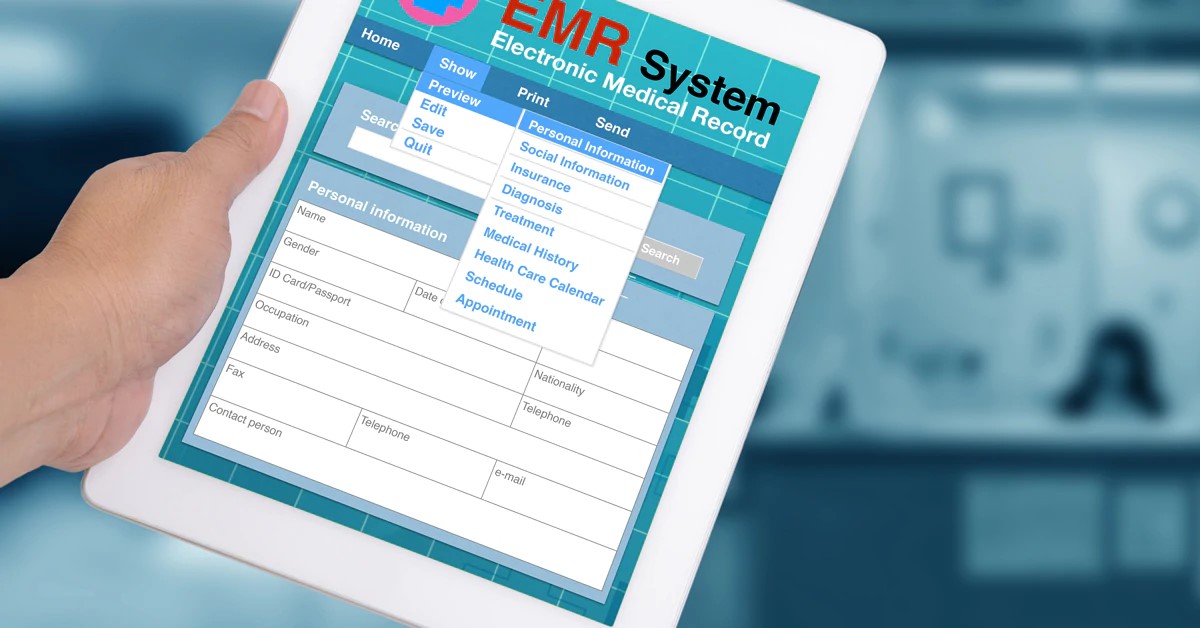 EMR System
Electronic Medical Record
Home
Show
Print
Send
Preview
Edit
Save
Quit
Personal Information
Social Information
Insurance
Diagnosis
Treatment
Medical History
Health Care Calendar
Schedule
Appointment
Search
Personal information
Name
Gender
ID Card/Passport
Date
Occupation
Nationality
Address
Telephone
Fax
Telephone
Contact person
e-mail